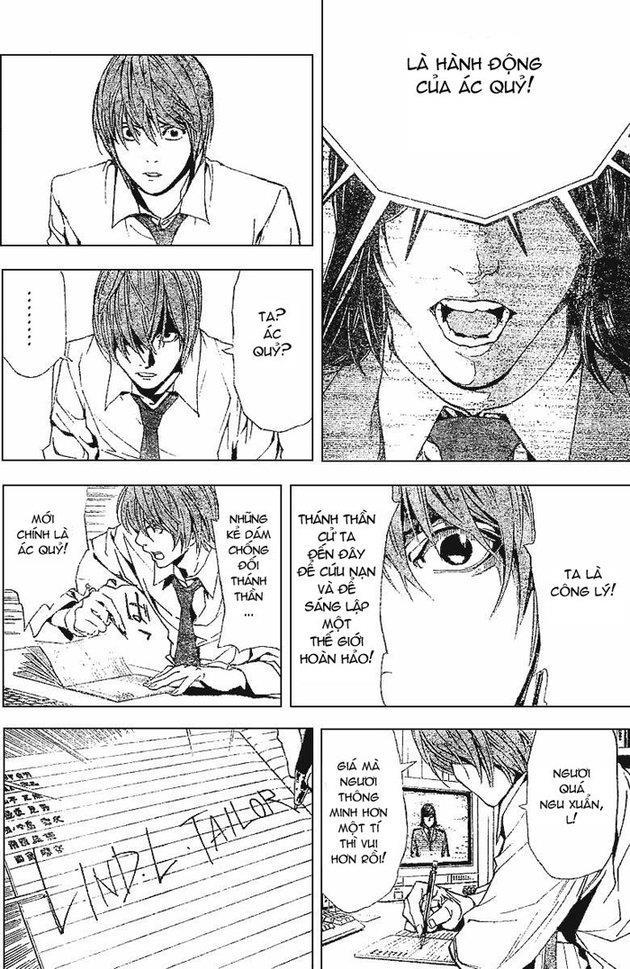 LÀ HÀNH ĐỘNG
CỦA ÁC QUỶ!
TA?
ÁC
QUỶ?
........
TA LÀ
CÔNG LÝ!
THÁNH THẦN
CỬ TA
ĐẾN ĐÂY
ĐỂ CỨU NẠN
VÀ ĐỂ
SÁNG LẬP
MỘT
THẾ GIỚI
HOÀN HẢO!
NHỮNG
KẺ DÁM
CHỐNG
ĐỐI
THÁNH
THẦN
...
MỚI
CHÍNH LÀ
ÁC QUỶ!
NGƯƠI
QUÁ
NGU XUẨN,
L!
GIÁ MÀ
NGƯƠI
THÔNG
MINH HƠN
MỘT TÍ
THÌ VUI
HƠN RỒI!
LIND.L.TAILOR